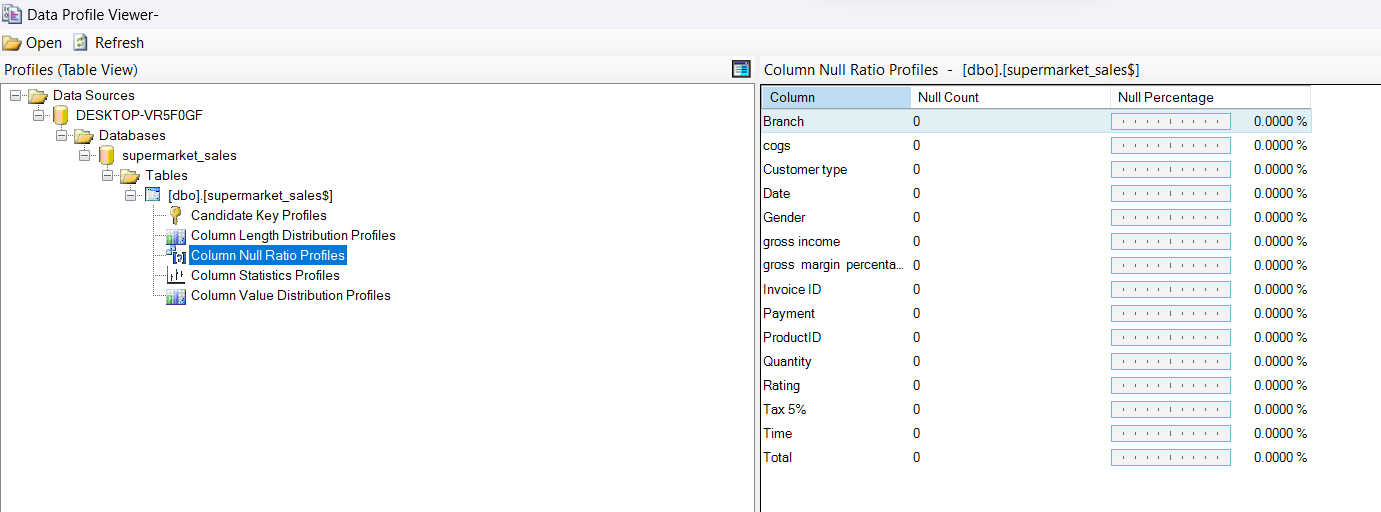 Data Profile Viewer-
Open Refresh
Profiles (Table View)
Data Sources
DESKTOP-VR5F0GF
Databases
supermarket_sales
Tables
[dbo].[supermarket_sales$]
Candidate Key Profiles
Column Length Distribution Profiles
Column Null Ratio Profiles
Column Statistics Profiles
Column Value Distribution Profiles
Column Null Ratio Profiles - [dbo].[supermarket_sales$]
Column Null Count Null Percentage
Branch 0 0.0000 %
cogs 0 0.0000 %
Customer type 0 0.0000 %
Date 0 0.0000 %
Gender 0 0.0000 %
gross income 0 0.0000 %
gross margin percenta... 0 0.0000 %
Invoice ID 0 0.0000 %
Payment 0 0.0000 %
ProductID 0 0.0000 %
Quantity 0 0.0000 %
Rating 0 0.0000 %
Tax 5% 0 0.0000 %
Time 0 0.0000 %
Total 0 0.0000 %